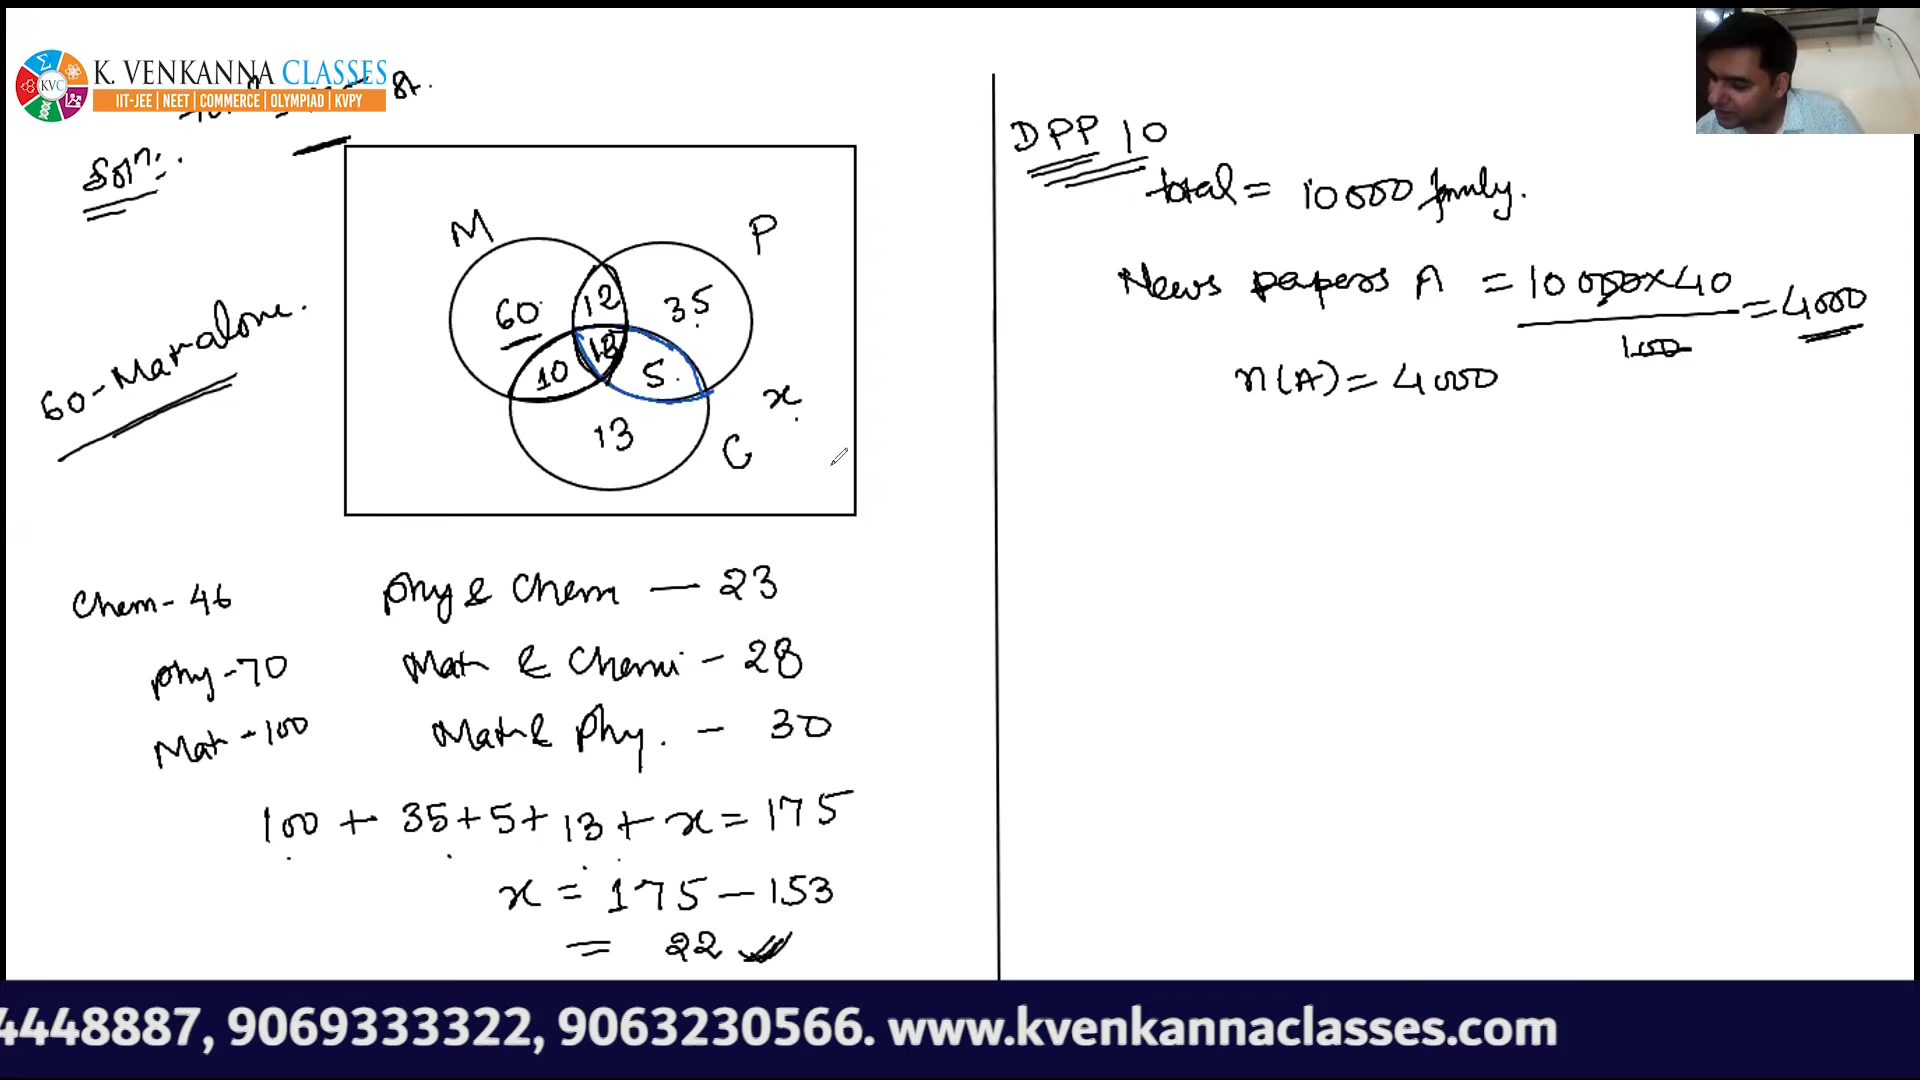 K. VENKANNA CLASSES
KVC
IIT-JEE | NEET | COMMERCE | OLYMPIAD | KVPY
st.
Soln.
60-Mat alone.
M
P
60
12
35
18
10
5
x
13
C
Chem - 46
Phy - 70
Mat - 100
Phy & Chem — 23
Mat & Chemi - 28
Mat & Phy. - 30
100 + 35 + 5 + 13 + x = 175
x = 175 - 153
= 22
DPP 10
total = 10000 family.
News papers A = 10000 x 40 / 100 = 4000
n(A) = 4000
4448887, 9069333322, 9063230566. www.kvenkannaclasses.com